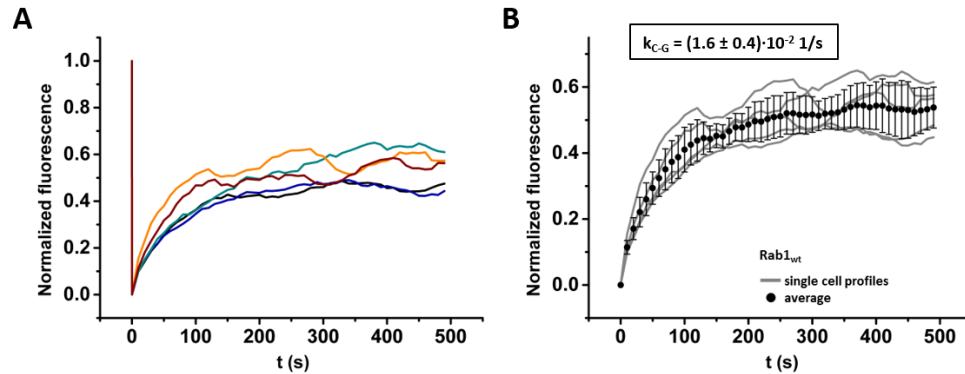 A
Normalized fluorescence
1.0
0.8
0.6
0.4
0.2
0.0
0 100 200 300 400 500
t (s)
B
k_C-G = (1.6 ± 0.4)·10⁻² 1/s
Normalized fluorescence
0.6
0.4
0.2
0.0
Rab1wt
single cell profiles
average
0 100 200 300 400 500
t (s)